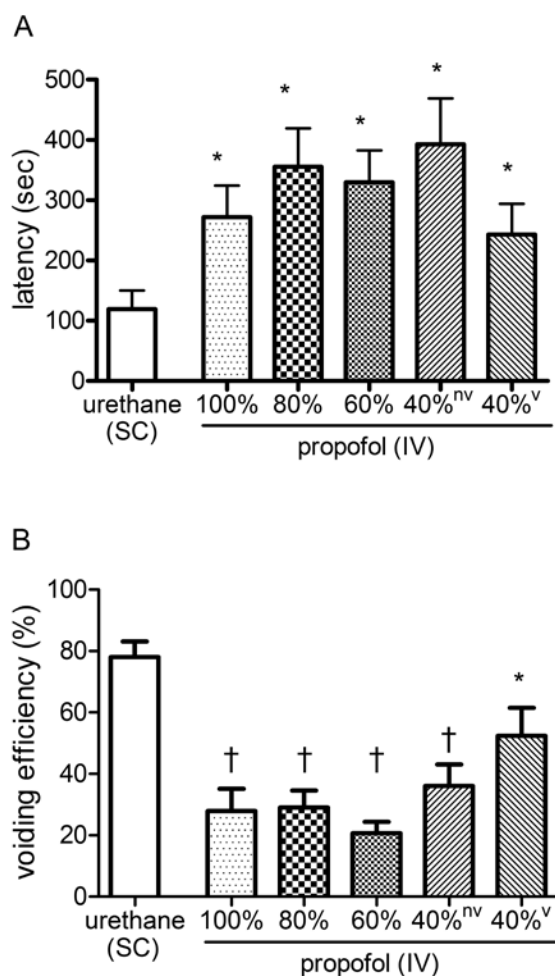 A
500
400
300
200
100
0
latency (sec)
* * * * *
urethane (SC)
100% 80% 60% 40%nv 40%v
propofol (IV)
B
100
80
60
40
20
0
voiding efficiency (%)
† † † † *
urethane (SC)
100% 80% 60% 40%nv 40%v
propofol (IV)